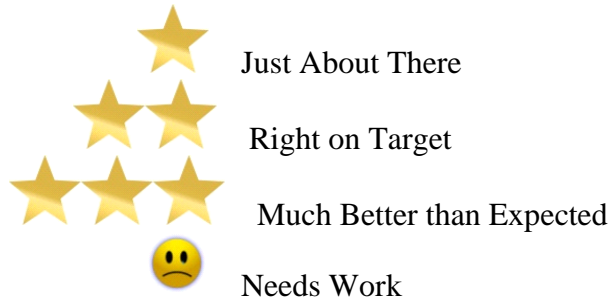 Just About There
Right on Target
Much Better than Expected
Needs Work